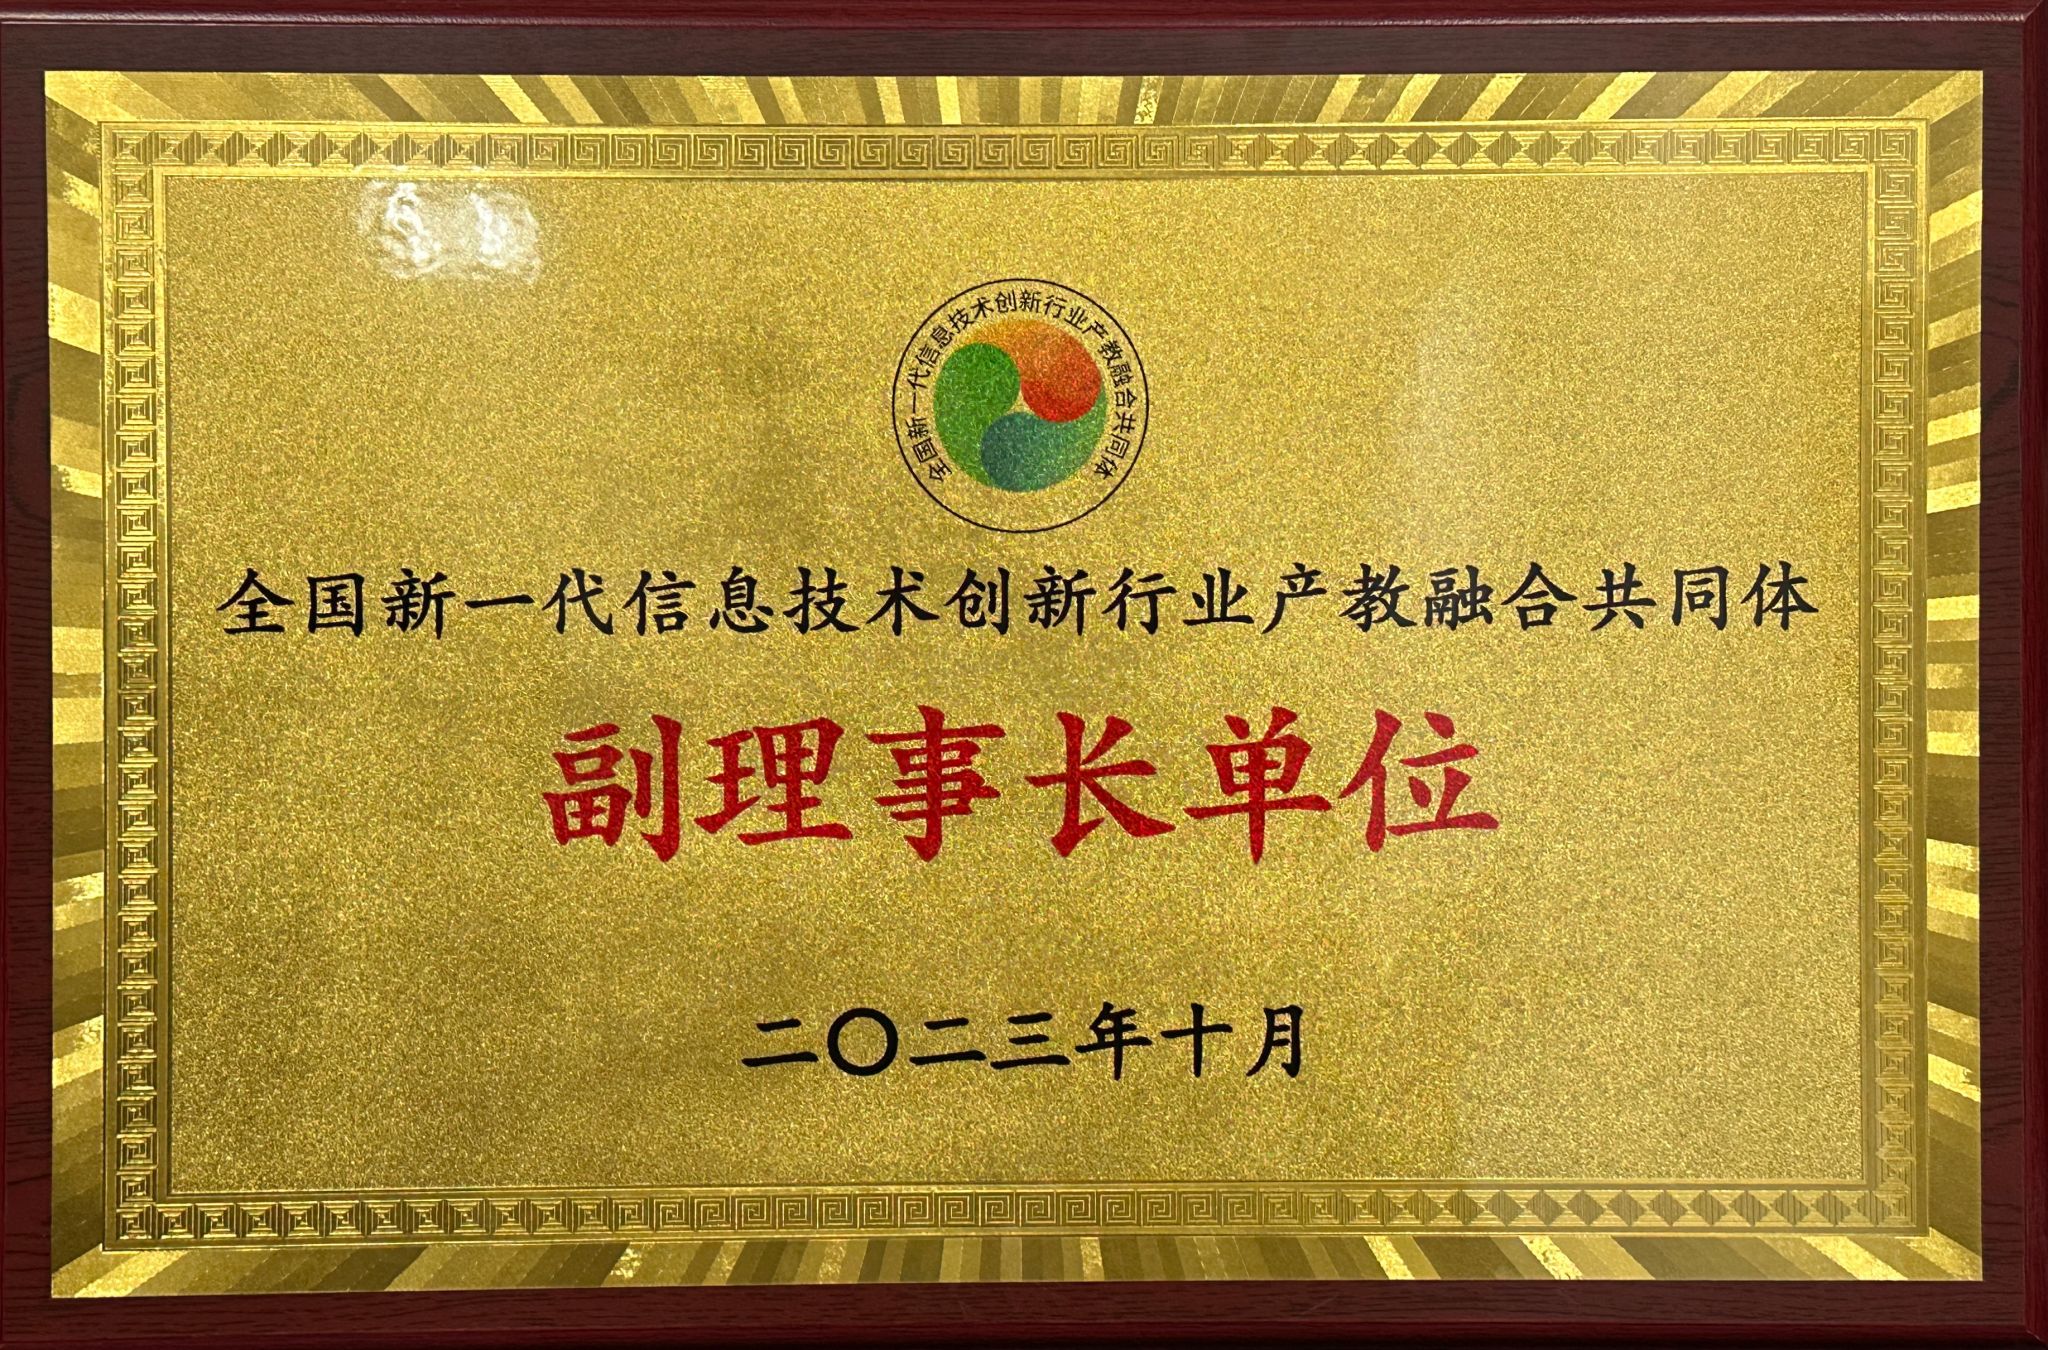 全国新一代信息技术创新行业产教融合共同体
全国新一代信息技术创新行业产教融合共同体
副理事长单位
二〇二三年十月